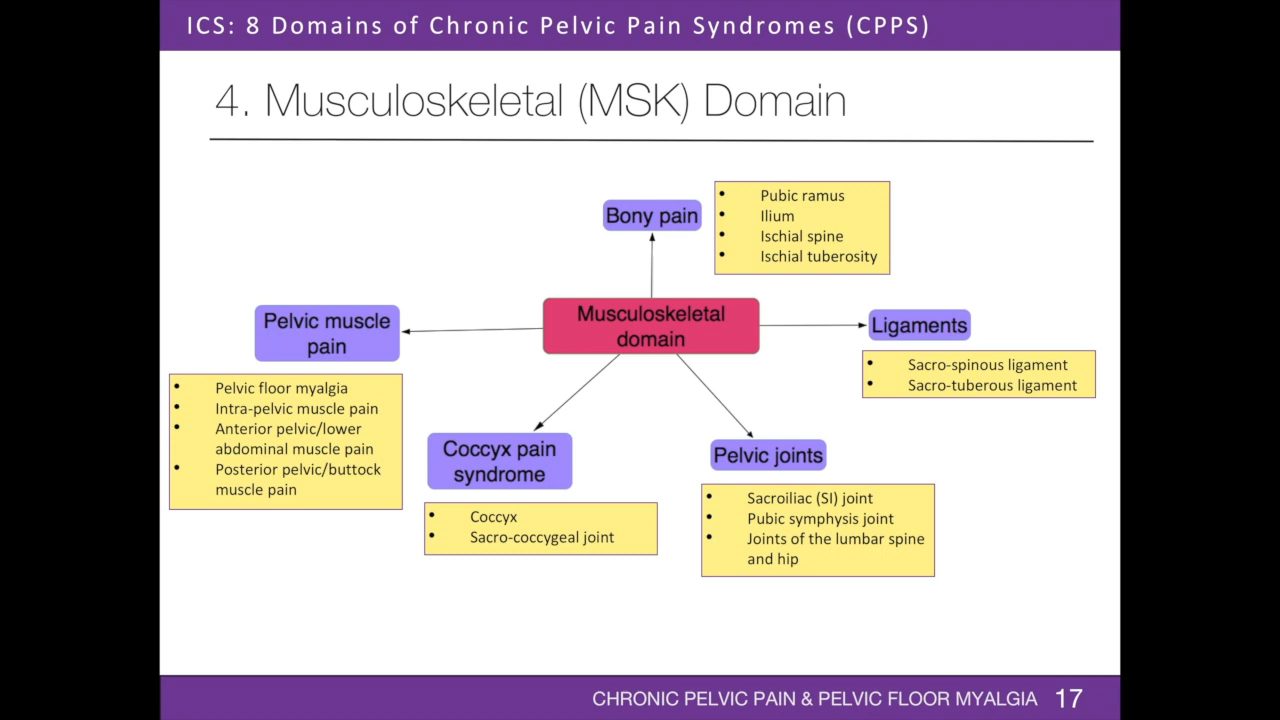 ICS: 8 Domains of Chronic Pelvic Pain Syndromes (CPPS)
4. Musculoskeletal (MSK) Domain
Bony pain
• Pubic ramus
• Ilium
• Ischial spine
• Ischial tuberosity
Musculoskeletal
domain
Pelvic muscle
pain
• Pelvic floor myalgia
• Intra-pelvic muscle pain
• Anterior pelvic/lower
abdominal muscle pain
• Posterior pelvic/buttock
muscle pain
Ligaments
• Sacro-spinous ligament
• Sacro-tuberous ligament
Coccyx pain
syndrome
• Coccyx
• Sacro-coccygeal joint
Pelvic joints
• Sacroiliac (SI) joint
• Pubic symphysis joint
• Joints of the lumbar spine
and hip
CHRONIC PELVIC PAIN & PELVIC FLOOR MYALGIA 17